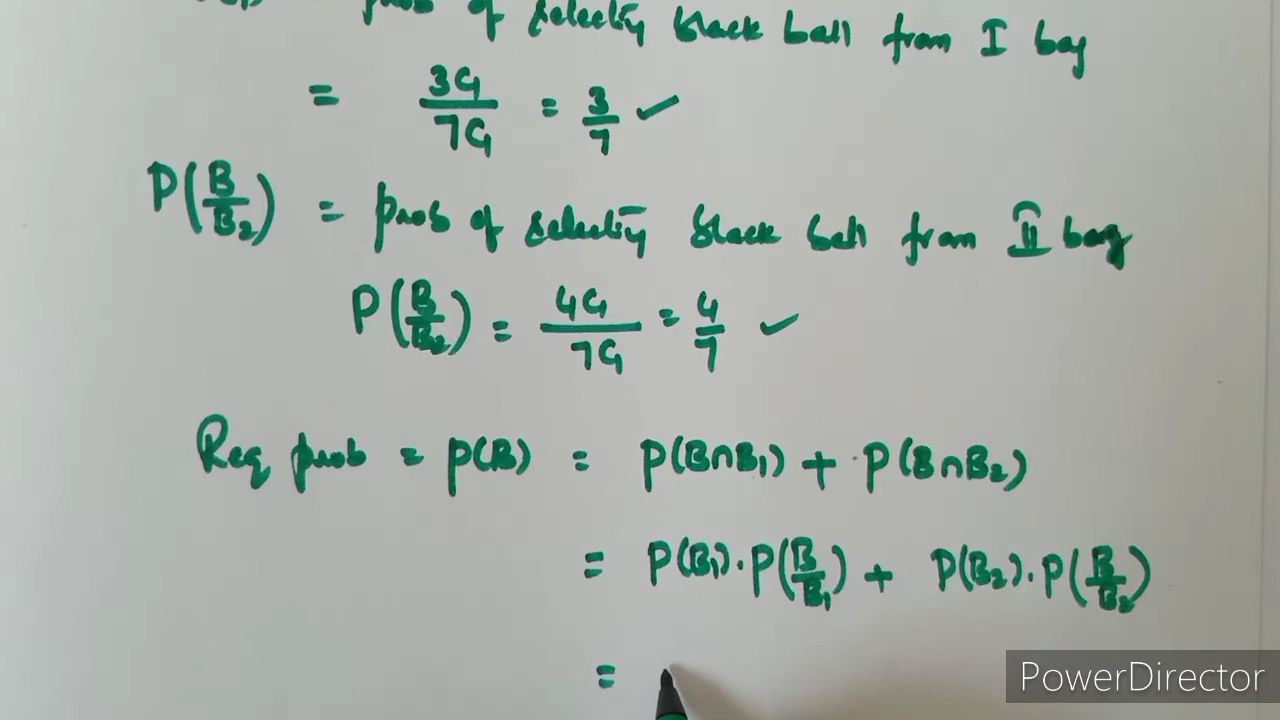 = prob of selecting black ball from I bag
= 3C₁/7C₁ = 3/7 ✓
P(B/B₂) = prob of selecting black ball from II bag
P(B/B₂) = 4C₁/7C₁ = 4/7 ✓
Req prob = P(B) = P(B∩B₁) + P(B∩B₂)
= P(B₁).P(B/B₁) + P(B₂).P(B/B₂)
=
PowerDirector